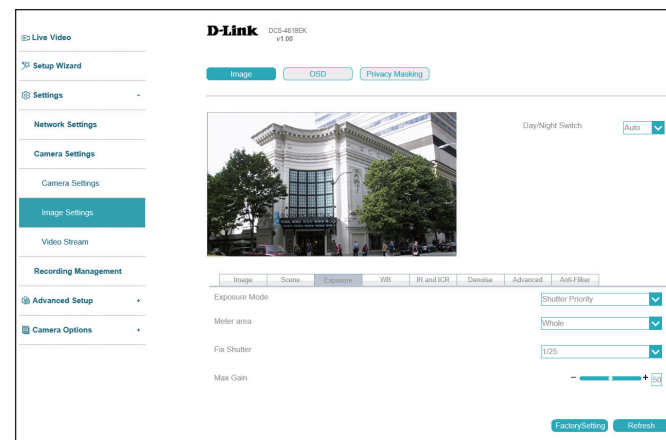 D-Link DCS-4618EK
v1.00
Live Video
Setup Wizard
Settings -
Network Settings
Camera Settings
Camera Settings
Image Settings
Video Stream
Recording Management
Advanced Setup +
Camera Options +
Image OSD Privacy Masking
Day/Night Switch Auto
Image Scene Exposure WB IR and ICR Denoise Advanced Anti-Fliker
Exposure Mode Shutter Priority
Meter area Whole
Fix Shutter 1/25
Max Gain - + 50
FactorySetting Refresh